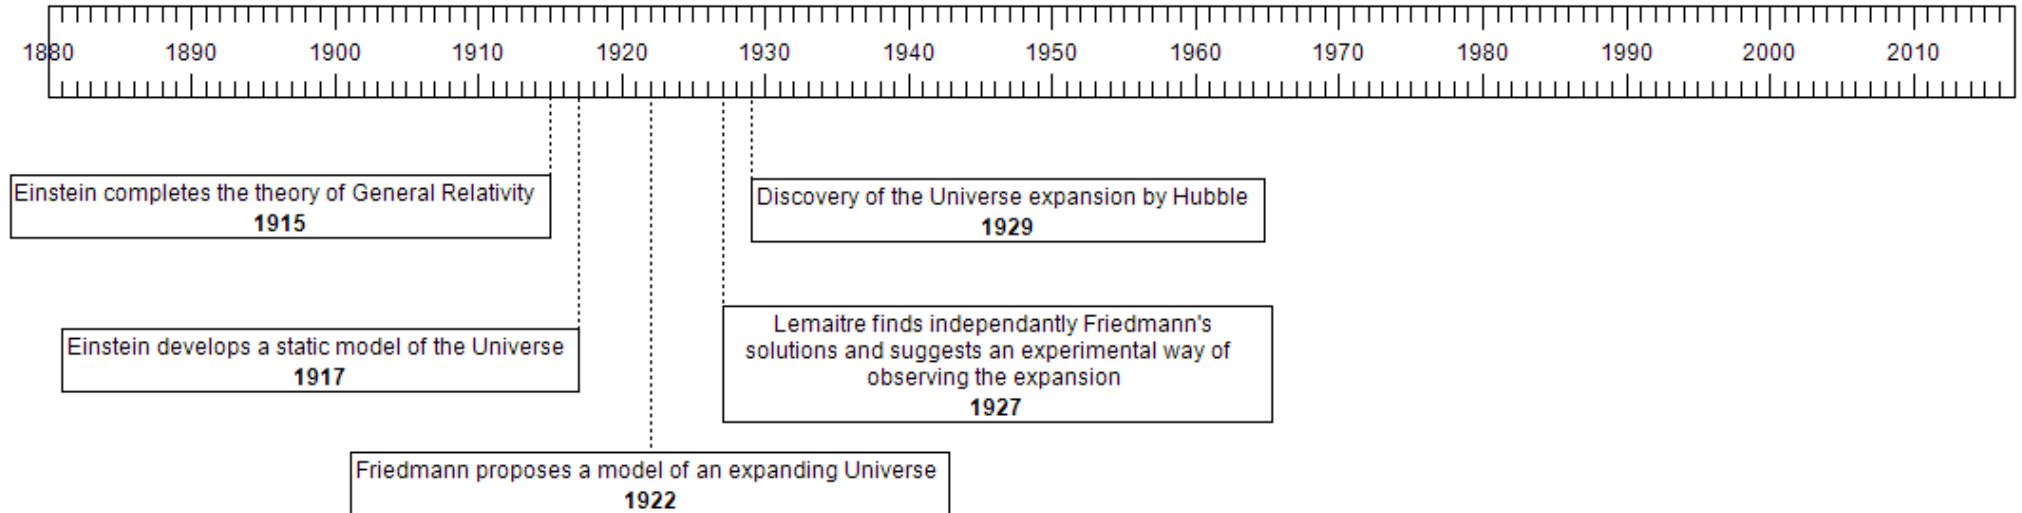 1880 1890 1900 1910 1920 1930 1940 1950 1960 1970 1980 1990 2000 2010
Einstein completes the theory of General Relativity
1915
Discovery of the Universe expansion by Hubble
1929
Einstein develops a static model of the Universe
1917
Lemaitre finds independantly Friedmann's
solutions and suggests an experimental way of
observing the expansion
1927
Friedmann proposes a model of an expanding Universe
1922